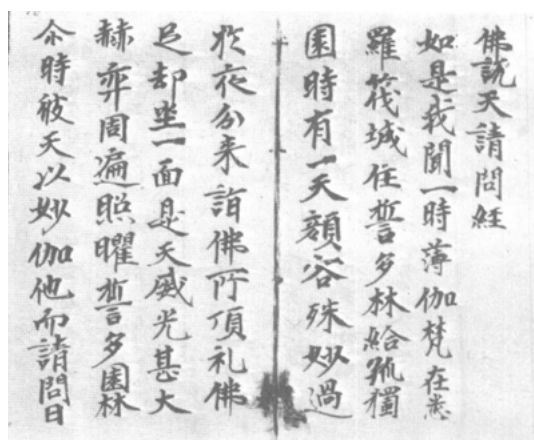 佛說天請問經
如是我聞一時薄伽梵在悉
羅筏城住誓多林給孤獨
園時有一天顏容殊妙過
扵夜分来詣佛所頂礼佛
足却坐一面是天威光甚大
赫弈周遍照曜誓多園林
尒時彼天以妙伽他而請問曰